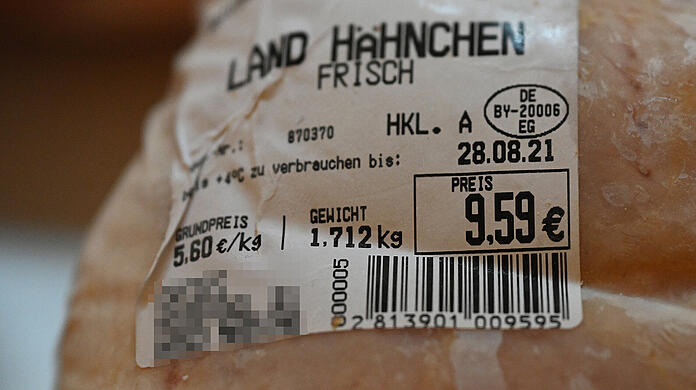 LAND HÄHNCHEN
FRISCH
DE
BY-20006
EG
870370
HKL. A
+4°C zu verbrauchen bis:
28.08.21
GRUNDPREIS
5,60 €/kg
GEWICHT
1,712 kg
PREIS
9,59 €
000005
2 813901 009595